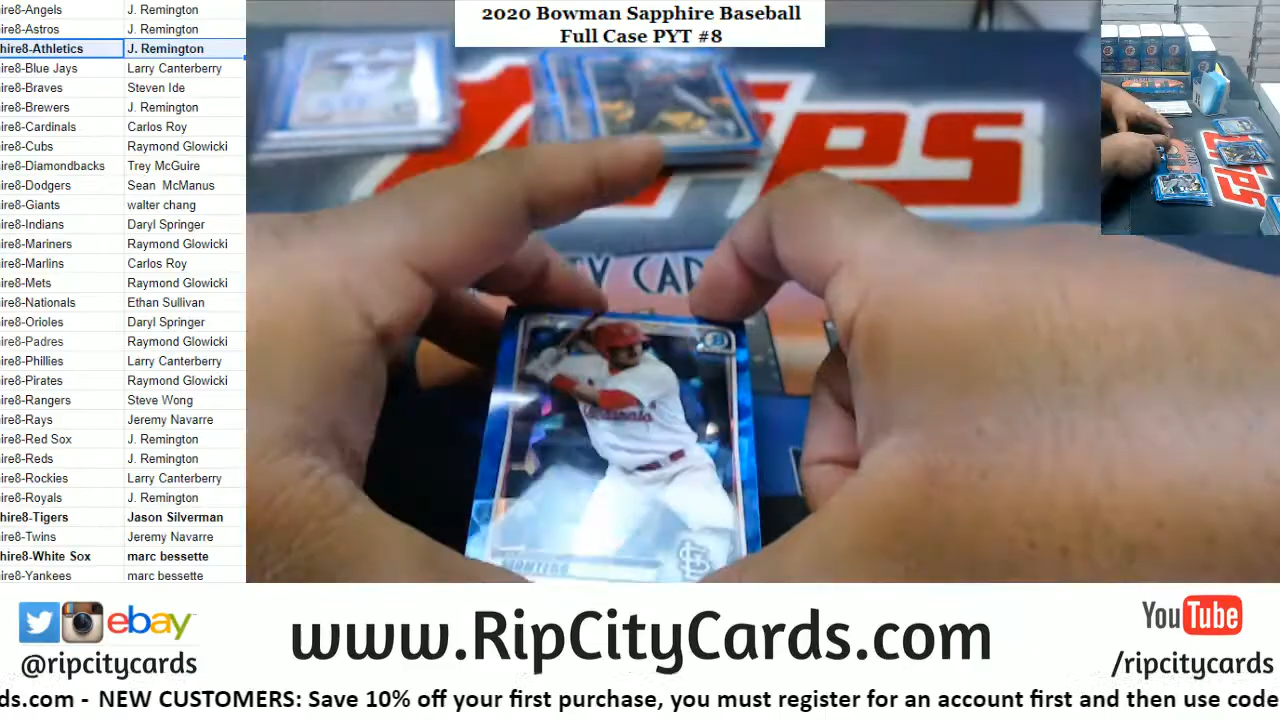 2020 Bowman Sapphire Baseball
Full Case PYT #8
ire8-Angels J. Remington
ire8-Astros J. Remington
hire8-Athletics J. Remington
ire8-Blue Jays Larry Canterberry
ire8-Braves Steven Ide
ire8-Brewers J. Remington
ire8-Cardinals Carlos Roy
ire8-Cubs Raymond Glowicki
ire8-Diamondbacks Trey McGuire
ire8-Dodgers Sean McManus
ire8-Giants walter chang
ire8-Indians Daryl Springer
ire8-Mariners Raymond Glowicki
ire8-Marlins Carlos Roy
ire8-Mets Raymond Glowicki
ire8-Nationals Ethan Sullivan
ire8-Orioles Daryl Springer
ire8-Padres Raymond Glowicki
ire8-Phillies Larry Canterberry
ire8-Pirates Raymond Glowicki
ire8-Rangers Steve Wong
ire8-Rays Jeremy Navarre
ire8-Red Sox J. Remington
ire8-Reds J. Remington
ire8-Rockies Larry Canterberry
ire8-Royals J. Remington
hire8-Tigers Jason Silverman
ire8-Twins Jeremy Navarre
hire8-White Sox marc bessette
ire8-Yankees marc bessette
Cardinals
ebay
@ripcitycards
www.RipCityCards.com
YouTube
/ripcitycards
ds.com - NEW CUSTOMERS: Save 10% off your first purchase, you must register for an account first and then use code